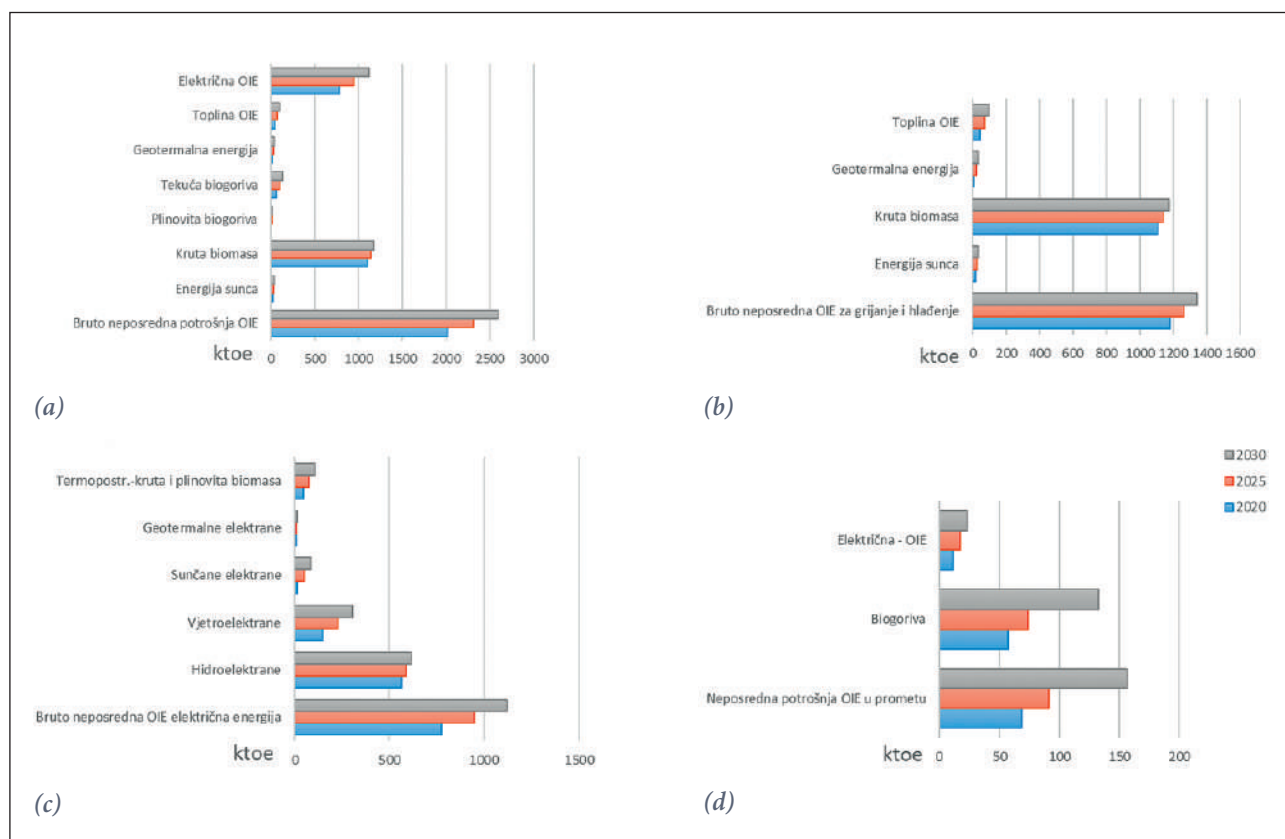 Električna OIE
Toplina OIE
Geotermalna energija
Tekuća biogoriva
Plinovita biogoriva
Kruta biomasa
Energija sunca
Bruto neposredna potrošnja OIE
ktoe
0 500 1000 1500 2000 2500 3000
(a)
Toplina OIE
Geotermalna energija
Kruta biomasa
Energija sunca
Bruto neposredna OIE za grijanje i hlađenje
ktoe
0 200 400 600 800 1000 1200 1400 1600
(b)
Termopostr.-kruta i plinovita biomasa
Geotermalne elektrane
Sunčane elektrane
Vjetroelektrane
Hidroelektrane
Bruto neposredna OIE električna energija
ktoe
0 500 1000 1500
(c)
2030
2025
2020
Električna - OIE
Biogoriva
Neposredna potrošnja OIE u prometu
ktoe
0 50 100 150 200
(d)